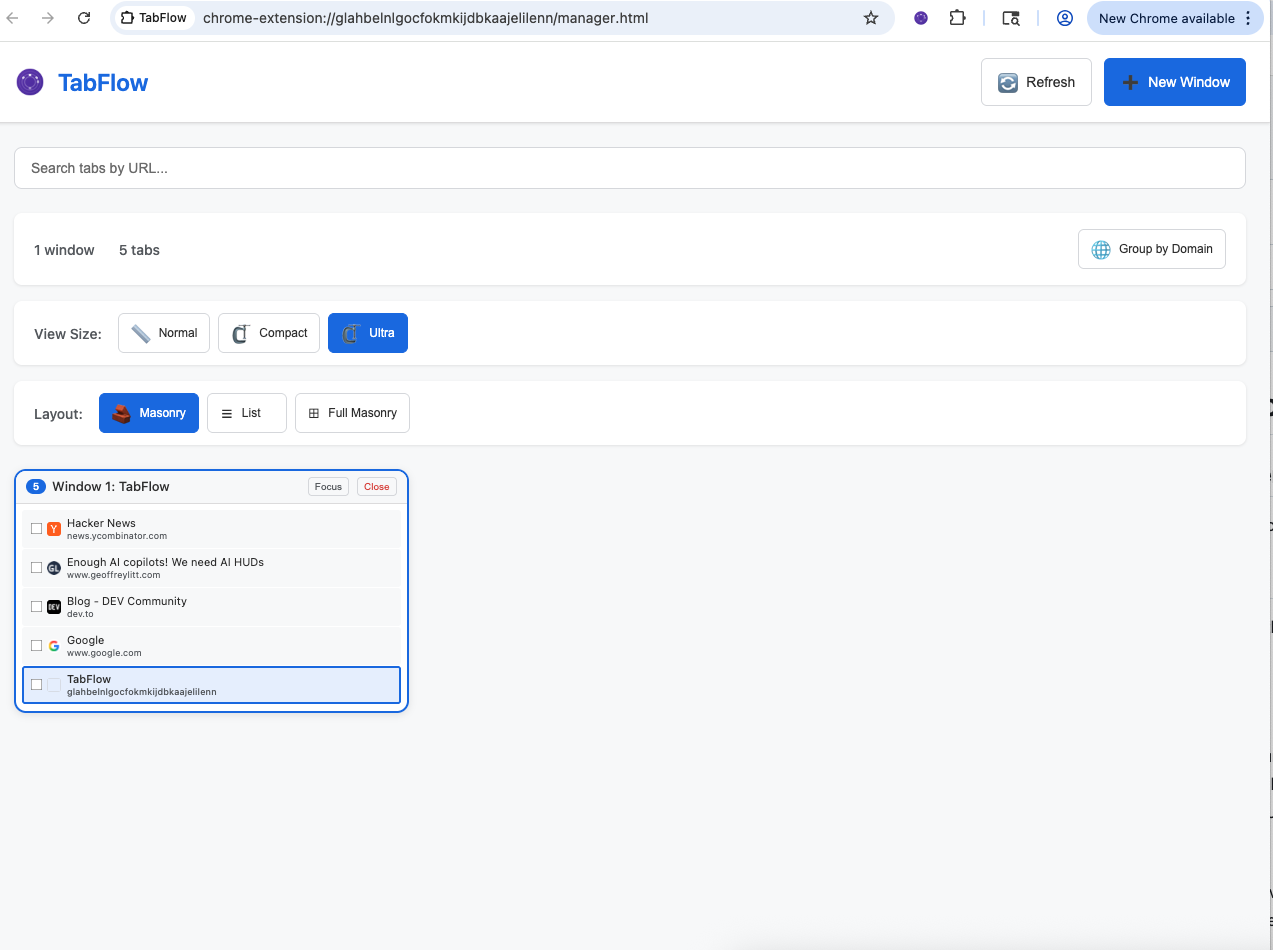 TabFlow chrome-extension://glahbelnlgocfokmkijdbkaajelilenn/manager.html New Chrome available
TabFlow Refresh New Window
Search tabs by URL...
1 window 5 tabs Group by Domain
View Size: Normal Compact Ultra
Layout: Masonry List Full Masonry
5 Window 1: TabFlow Focus Close
Y Hacker News
news.ycombinator.com
GL Enough AI copilots! We need AI HUDs
www.geoffreylitt.com
DEV Blog - DEV Community
dev.to
G Google
www.google.com
TabFlow
glahbelnlgocfokmkijdbkaajelilenn